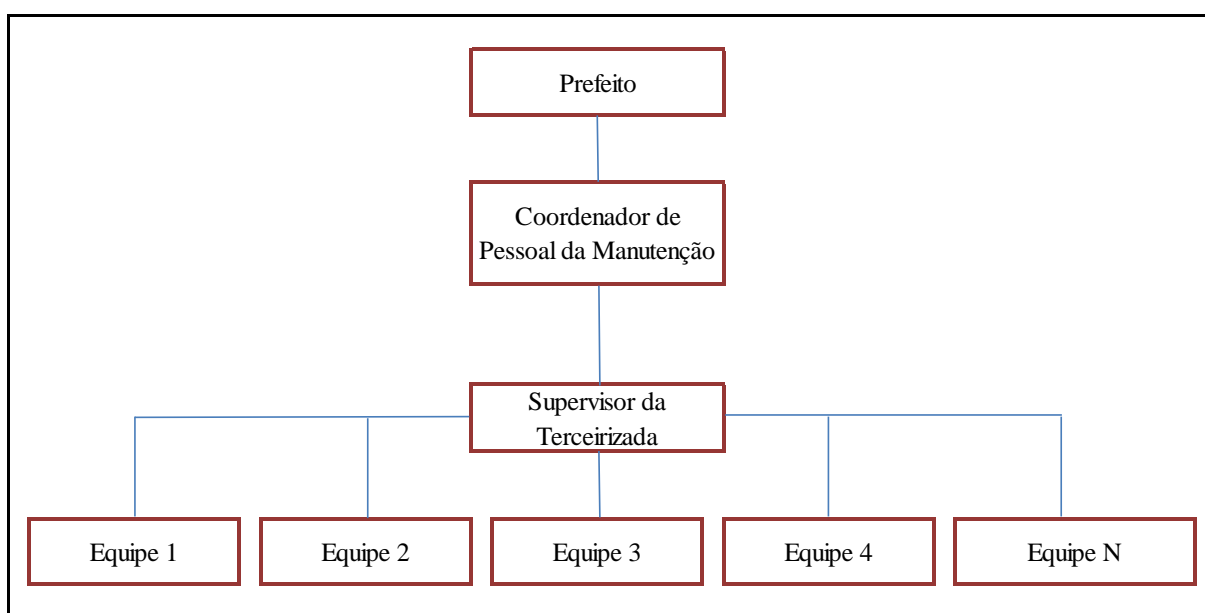 Prefeito
Coordenador de
Pessoal da Manutenção
Supervisor da
Terceirizada
Equipe 1
Equipe 2
Equipe 3
Equipe 4
Equipe N